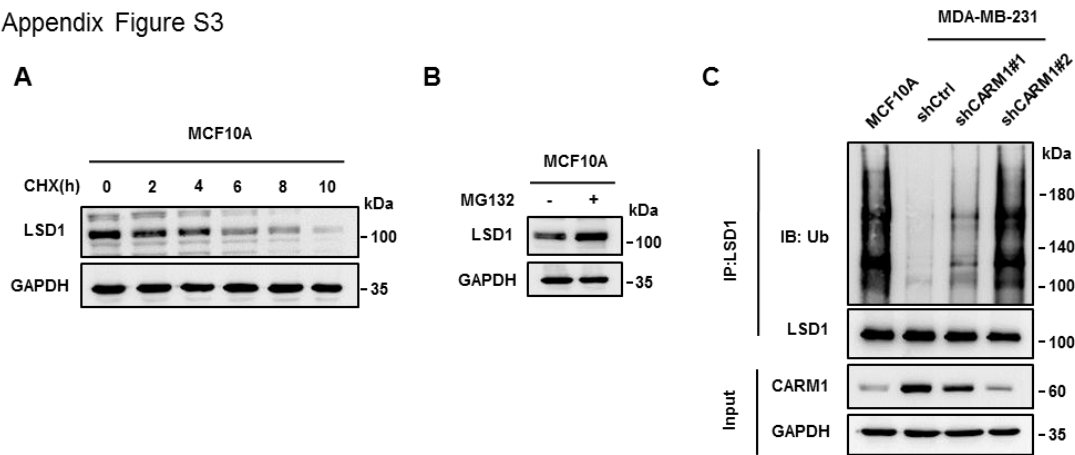 Appendix Figure S3
A
MCF10A
CHX(h) 0 2 4 6 8 10
kDa
LSD1
- 100
GAPDH
- 35
B
MCF10A
MG132 - +
kDa
LSD1
- 100
GAPDH
- 35
C
MDA-MB-231
MCF10A shCtrl shCARM1#1 shCARM1#2
kDa
IP:LSD1
IB: Ub
- 180
- 140
- 100
LSD1
- 100
Input
CARM1
- 60
GAPDH
- 35